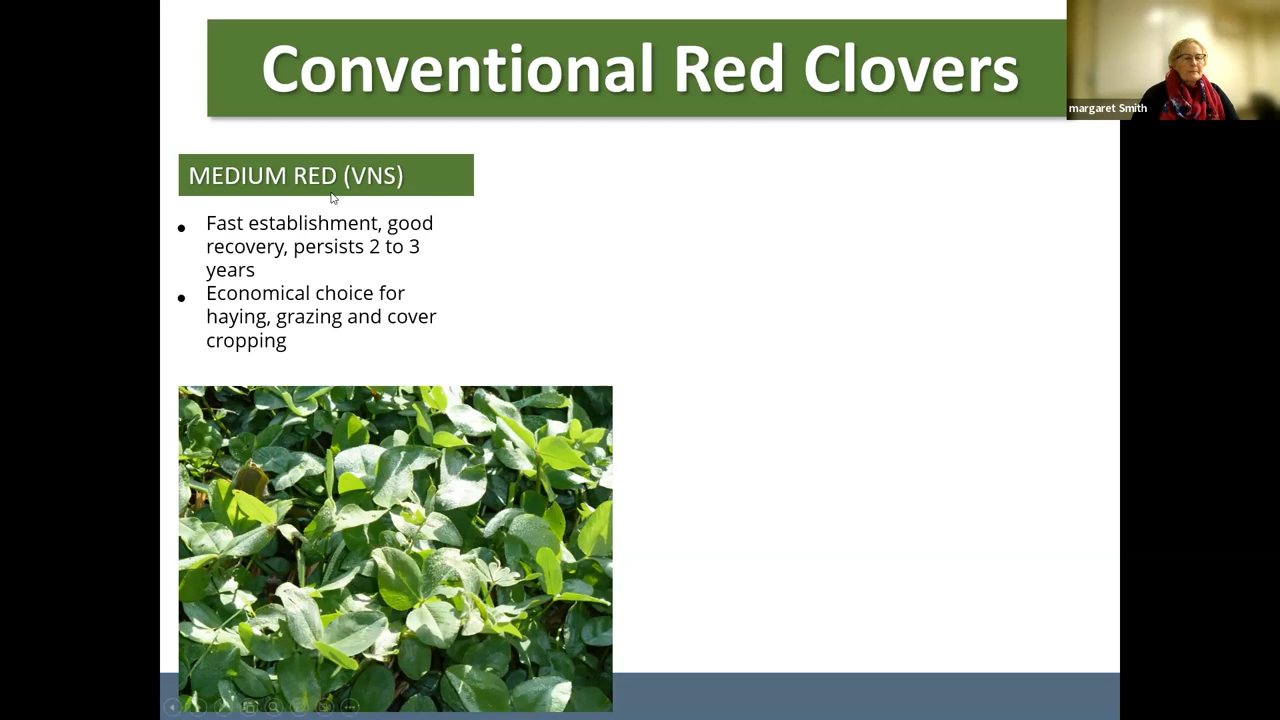 Conventional Red Clovers
margaret Smith
MEDIUM RED (VNS)
• Fast establishment, good
recovery, persists 2 to 3
years
• Economical choice for
haying, grazing and cover
cropping